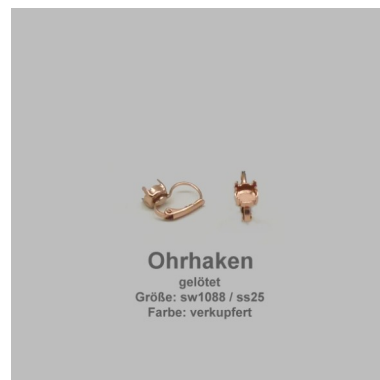 Ohrhaken
gelötet
Größe: sw1088 / ss25
Farbe: verkupfert